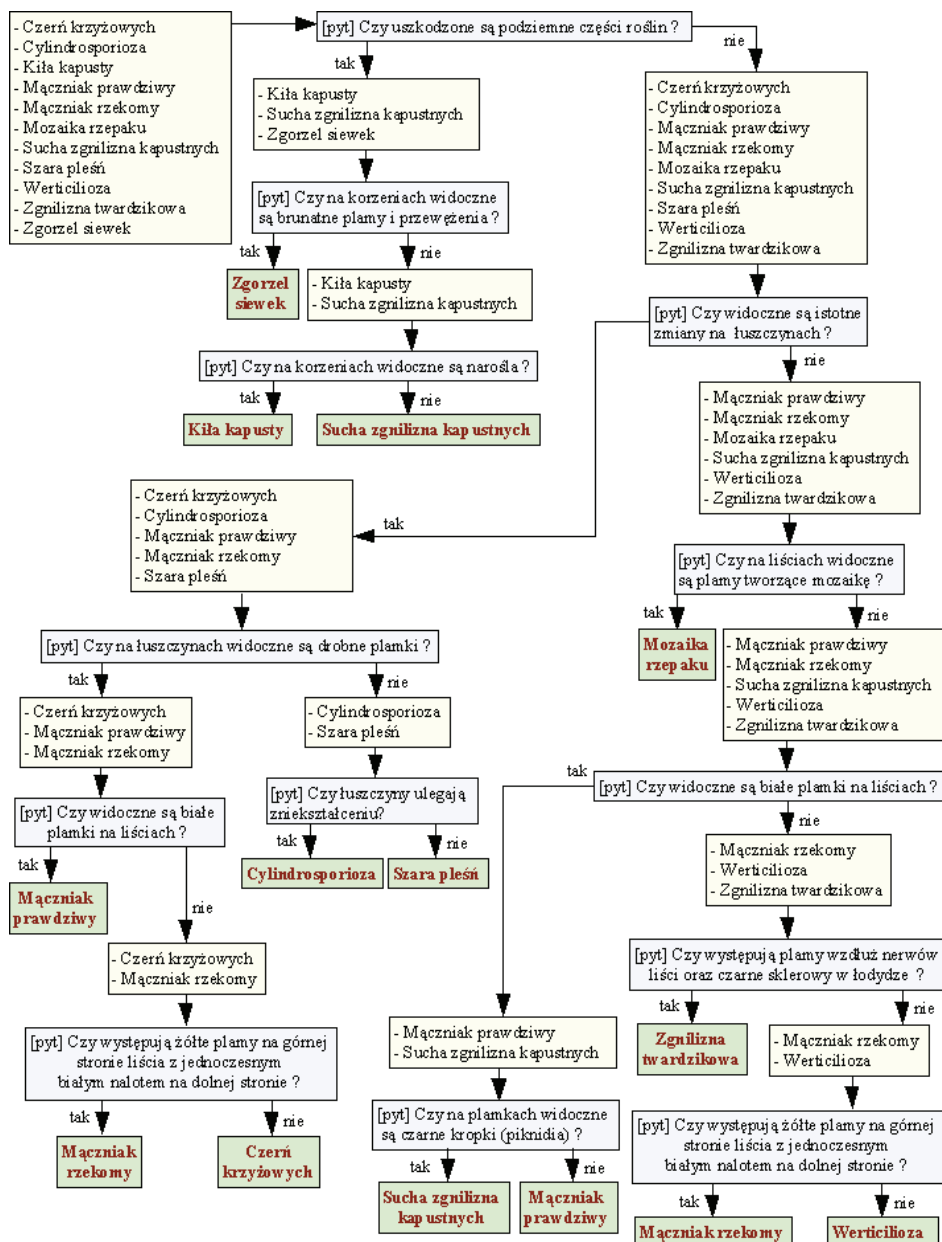 - Czerń krzyżowych
- Cylindrosporioza
- Kiła kapusty
- Mączniak prawdziwy
- Mączniak rzekomy
- Mozaika rzepaku
- Sucha zgnilizna kapustnych
- Szara pleśń
- Werticilioza
- Zgnilizna twardzikowa
- Zgorzel siewek
[pyt] Czy uszkodzone są podziemne części roślin ?
tak
nie
- Kiła kapusty
- Sucha zgnilizna kapustnych
- Zgorzel siewek
[pyt] Czy na korzeniach widoczne
są brunatne plamy i przewężenia ?
tak
nie
Zgorzel
siewek
- Kiła kapusty
- Sucha zgnilizna kapustnych
[pyt] Czy na korzeniach widoczne są narośla ?
tak
nie
Kiła kapusty
Sucha zgnilizna kapustnych
- Czerń krzyżowych
- Cylindrosporioza
- Mączniak prawdziwy
- Mączniak rzekomy
- Mozaika rzepaku
- Sucha zgnilizna kapustnych
- Szara pleśń
- Werticilioza
- Zgnilizna twardzikowa
[pyt] Czy widoczne są istotne
zmiany na łuszczynach ?
tak
nie
- Czerń krzyżowych
- Cylindrosporioza
- Mączniak prawdziwy
- Mączniak rzekomy
- Szara pleśń
[pyt] Czy na łuszczynach widoczne są drobne plamki ?
tak
nie
- Czerń krzyżowych
- Mączniak prawdziwy
- Mączniak rzekomy
- Cylindrosporioza
- Szara pleśń
[pyt] Czy widoczne są białe
plamki na liściach ?
tak
nie
Mączniak
prawdziwy
[pyt] Czy łuszczyny ulegają
zniekształceniu?
tak
nie
Cylindrosporioza
Szara pleśń
- Czerń krzyżowych
- Mączniak rzekomy
[pyt] Czy występują żółte plamy na górnej
stronie liścia z jednoczesnym
białym nalotem na dolnej stronie ?
tak
nie
Mączniak
rzekomy
Czerń
krzyżowych
- Mączniak prawdziwy
- Mączniak rzekomy
- Mozaika rzepaku
- Sucha zgnilizna kapustnych
- Werticilioza
- Zgnilizna twardzikowa
[pyt] Czy na liściach widoczne
są plamy tworzące mozaikę ?
tak
nie
Mozaika
rzepaku
- Mączniak prawdziwy
- Mączniak rzekomy
- Sucha zgnilizna kapustnych
- Werticilioza
- Zgnilizna twardzikowa
[pyt] Czy widoczne są białe plamki na liściach ?
tak
nie
- Mączniak prawdziwy
- Sucha zgnilizna kapustnych
[pyt] Czy na plamkach widoczne
są czarne kropki (piknidia) ?
tak
nie
Sucha zgnilizna
kapustnych
Mączniak
prawdziwy
- Mączniak rzekomy
- Werticilioza
- Zgnilizna twardzikowa
[pyt] Czy występują plamy wzdłuż nerwów
liści oraz czarne sklerowy w łodydze ?
tak
nie
Zgnilizna
twardzikowa
- Mączniak rzekomy
- Werticilioza
[pyt] Czy występują żółte plamy na górnej
stronie liścia z jednoczesnym
białym nalotem na dolnej stronie ?
tak
nie
Mączniak rzekomy
Werticilioza